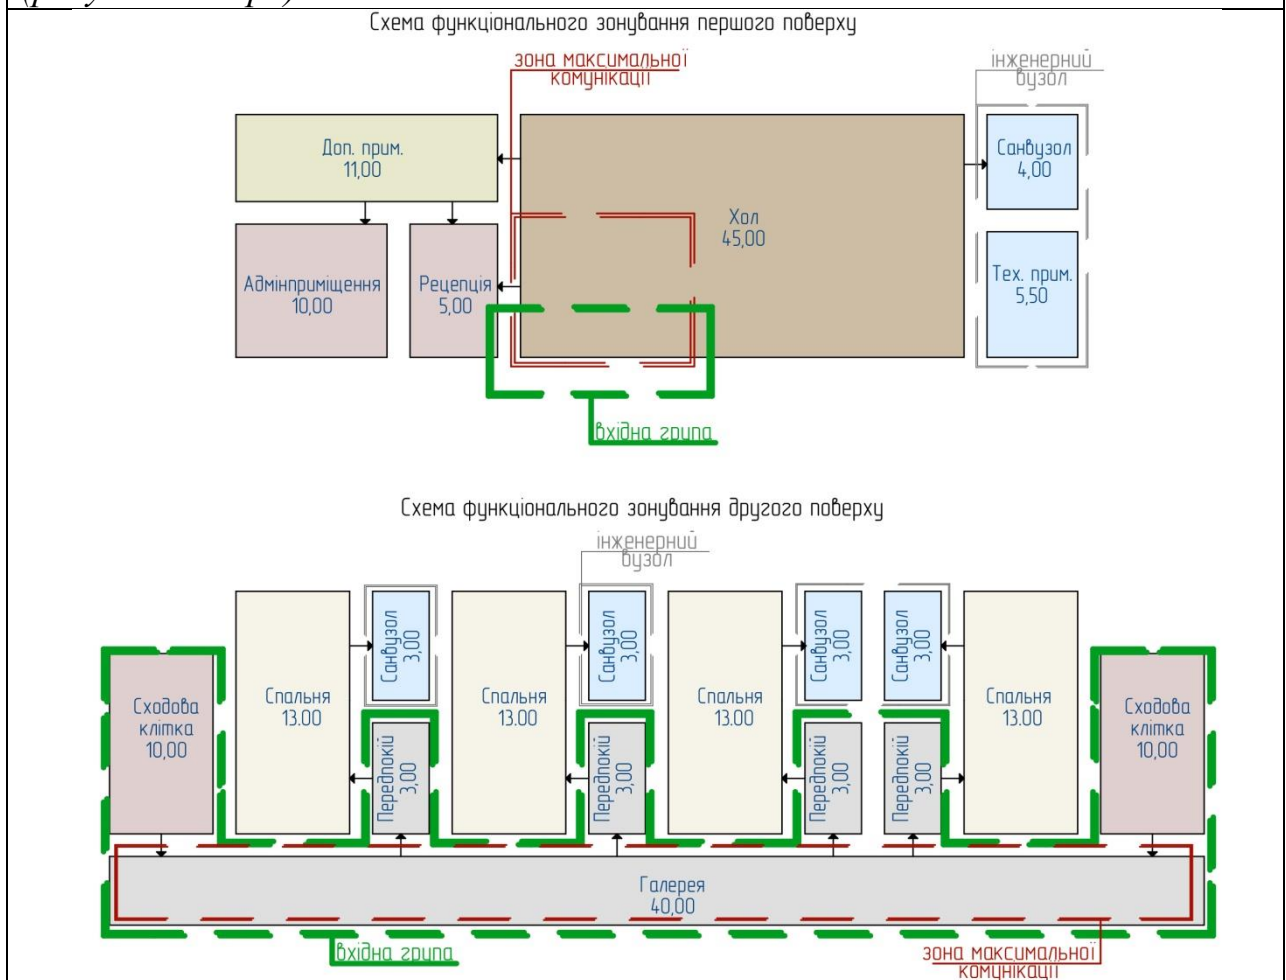 Схема функціонального зонування першого поверху
зона максимальної
комунікації
інженерний
вузол
Доп. прим.
11,00
Санвузол
4,00
Хол
45,00
Адмінприміщення
10,00
Рецепція
5,00
Тех. прим.
5,50
вхідна група
Схема функціонального зонування другого поверху
інженерний
вузол
Санвузол
3,00
Санвузол
3,00
Санвузол
3,00
Санвузол
3,00
Сходова
клітка
10,00
Спальня
13.00
Спальня
13.00
Спальня
13.00
Спальня
13.00
Сходова
клітка
10,00
Передпокій
3,00
Передпокій
3,00
Передпокій
3,00
Передпокій
3,00
Галерея
40,00
вхідна група
зона максимальної
комунікації